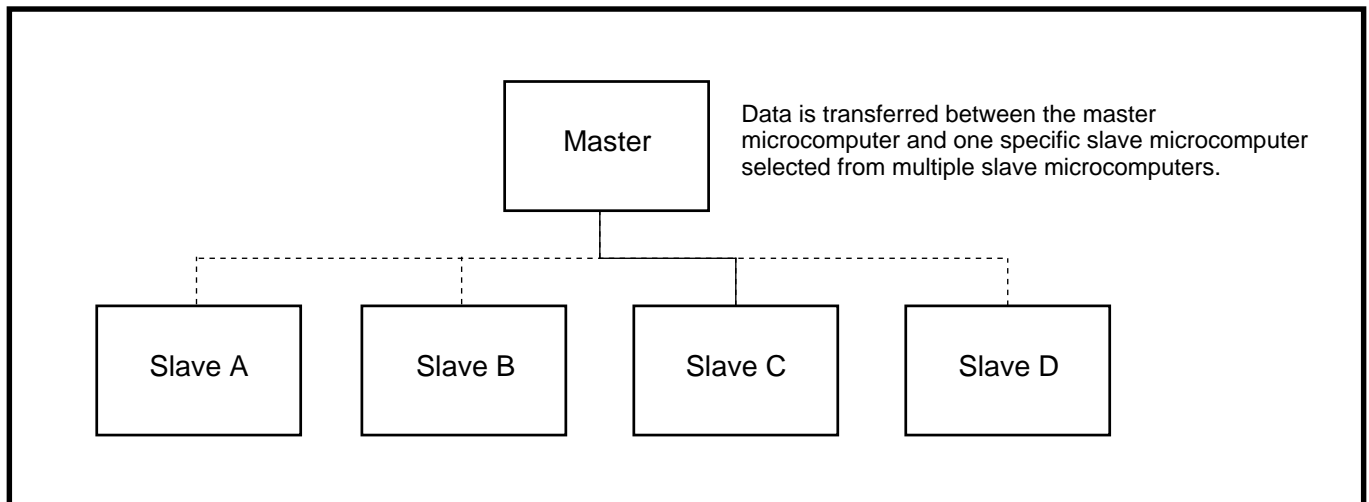 Master
Data is transferred between the master
microcomputer and one specific slave microcomputer
selected from multiple slave microcomputers.
Slave A
Slave B
Slave C
Slave D